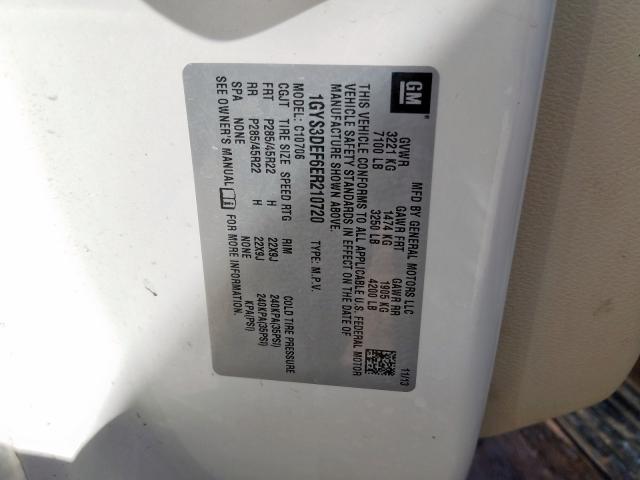 GM
MFD BY GENERAL MOTORS LLC
GVWR GAWR FRT GAWR RR
3221 KG 1474 KG 1905 KG
7100 LB 3250 LB 4200 LB
THIS VEHICLE CONFORMS TO ALL APPLICABLE U.S. FEDERAL MOTOR
VEHICLE SAFETY STANDARDS IN EFFECT ON THE DATE OF
MANUFACTURE SHOWN ABOVE.
11/13
1GYS3DEF6ER210720 TYPE: M.P.V.
MODEL: C10706
CGJT TIRE SIZE SPEED RTG RIM COLD TIRE PRESSURE
FRT P285/45R22 H 22X9J 240KPA(35PSI)
RR P285/45R22 H 22X9J 240KPA(35PSI)
SPA NONE NONE KPA(PSI)
SEE OWNER'S MANUAL FOR MORE INFORMATION.